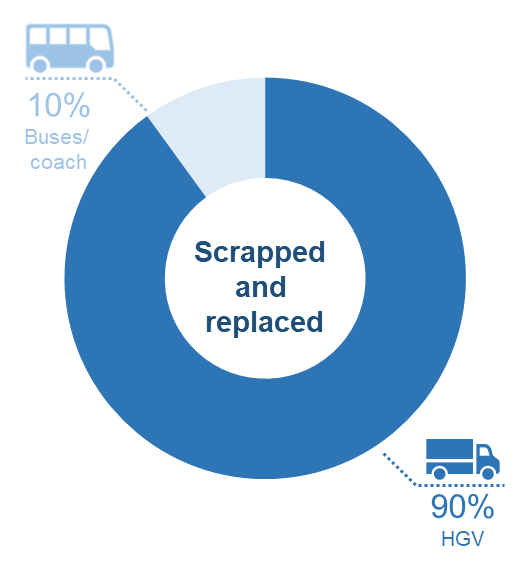 10%
Buses/
coach
Scrapped
and
replaced
90%
HGV